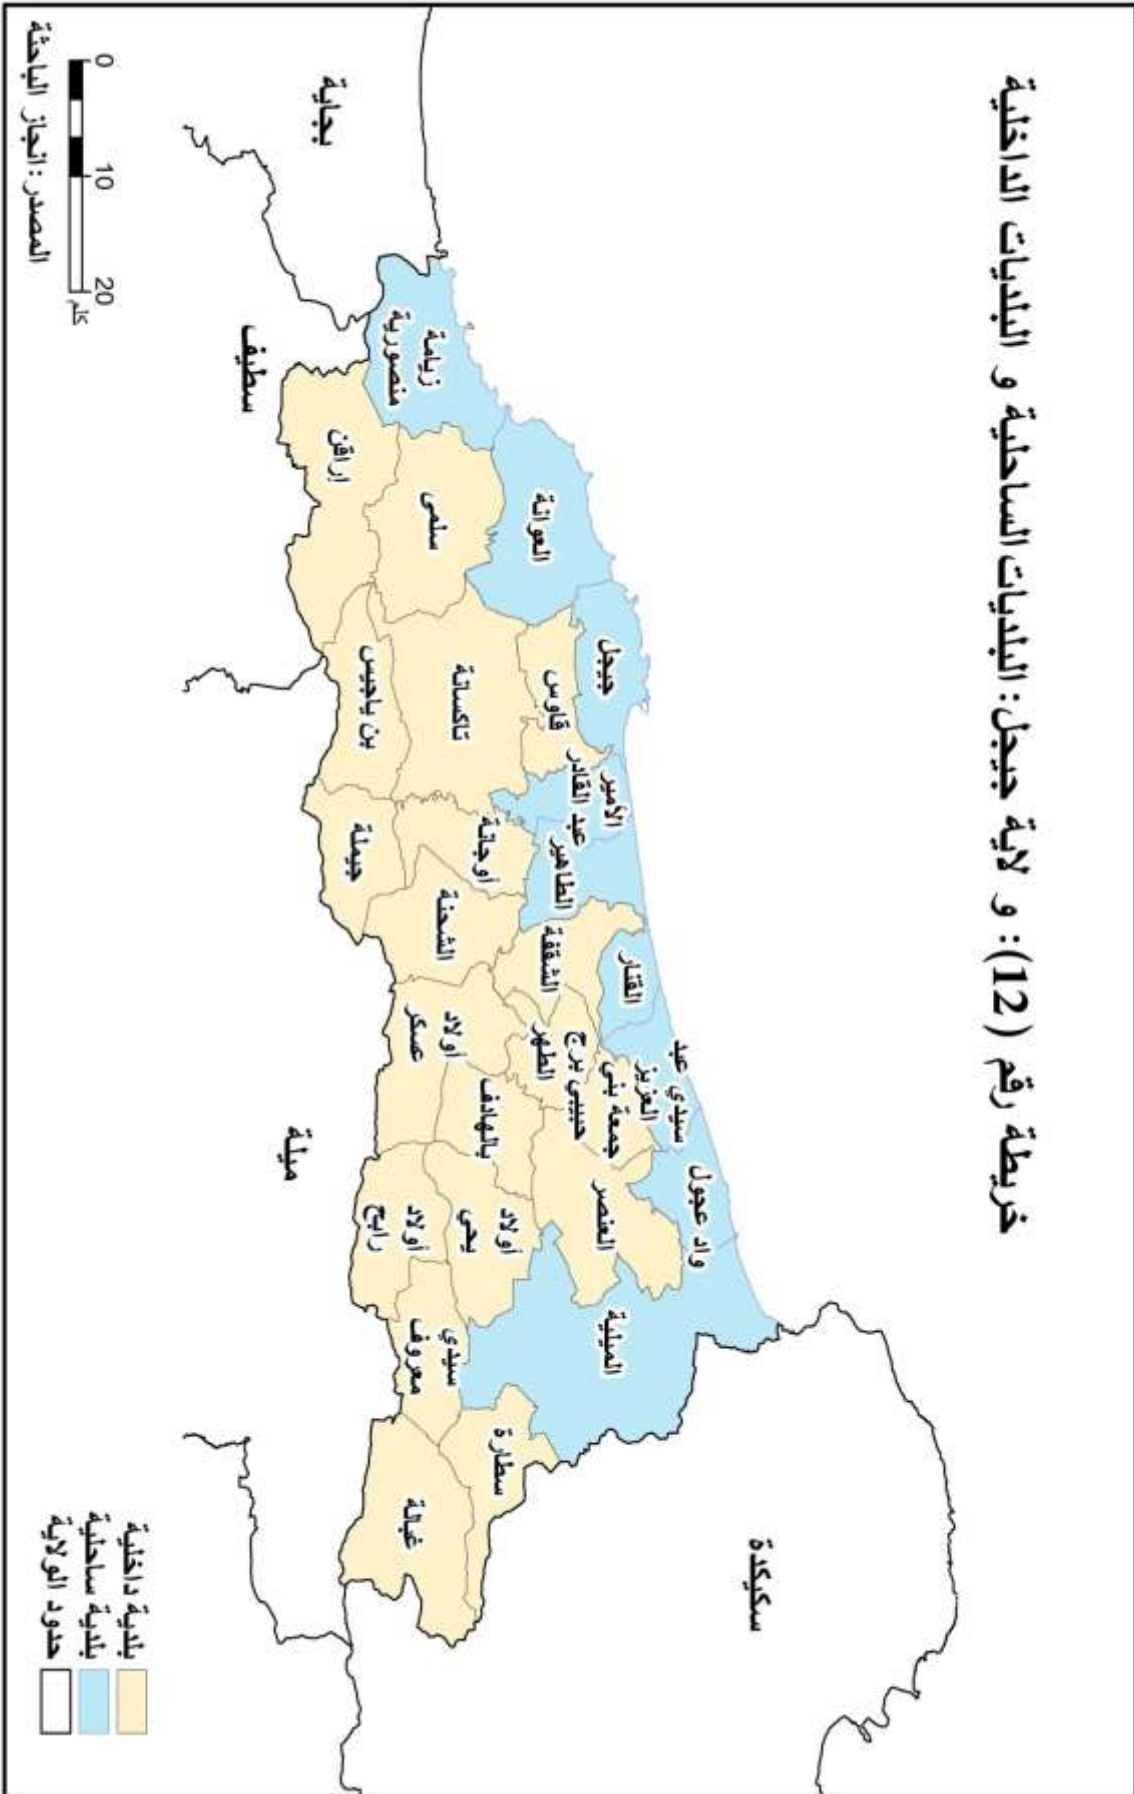 خريطة رقم (12): و لاية جيجل: البلديات الساحلية و البلديات الداخلية
سكيكدة
واد عجول
سيدي عبد
العزيز
القنار
جمعة بني
حبيبي برج
الطهر
العنصر
الميلية
الأمير
عبد القادر
الطاهير
جيجل
العوانة
زيامة
منصورية
قاوس
الشقفة
سطارة
أولاد
يحي
بالهادف
أوجانة
تاكسانة
الشحنة
أولاد
عسكر
سلمى
سيدي
معروف
غبالة
أولاد
رابح
جيملة
بن ياجيس
إراقن
بجاية
ميلة
سطيف
بلدية داخلية
بلدية ساحلية
حدود الولاية
0 10 20
كلم
المصدر: انجاز الباحثة